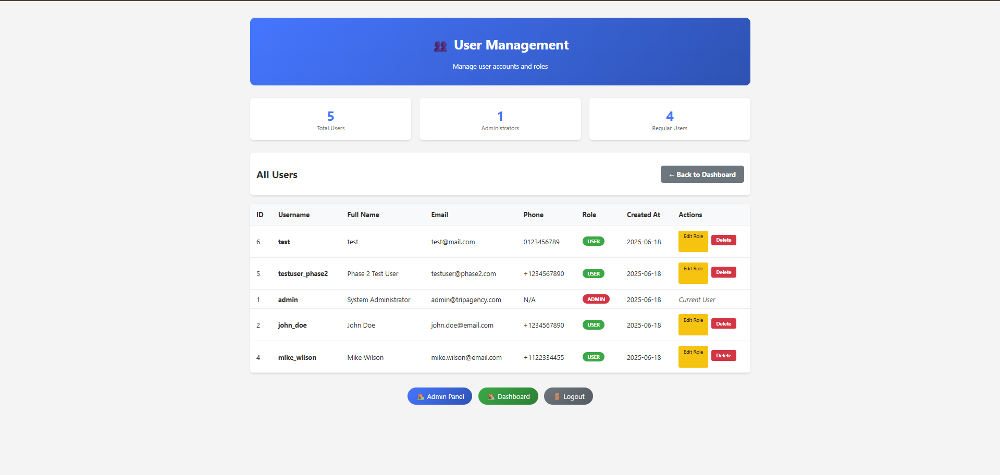 User Management
Manage user accounts and roles
5
Total Users
1
Administrators
4
Regular Users
All Users
← Back to Dashboard
ID Username Full Name Email Phone Role Created At Actions
6 test test test@mail.com 0123456789 USER 2025-06-18 Edit Role Delete
5 testuser_phase2 Phase 2 Test User testuser@phase2.com +1234567890 USER 2025-06-18 Edit Role Delete
1 admin System Administrator admin@tripagency.com N/A ADMIN 2025-06-18 Current User
2 john_doe John Doe john.doe@email.com +1234567890 USER 2025-06-18 Edit Role Delete
4 mike_wilson Mike Wilson mike.wilson@email.com +1122334455 USER 2025-06-18 Edit Role Delete
Admin Panel Dashboard Logout